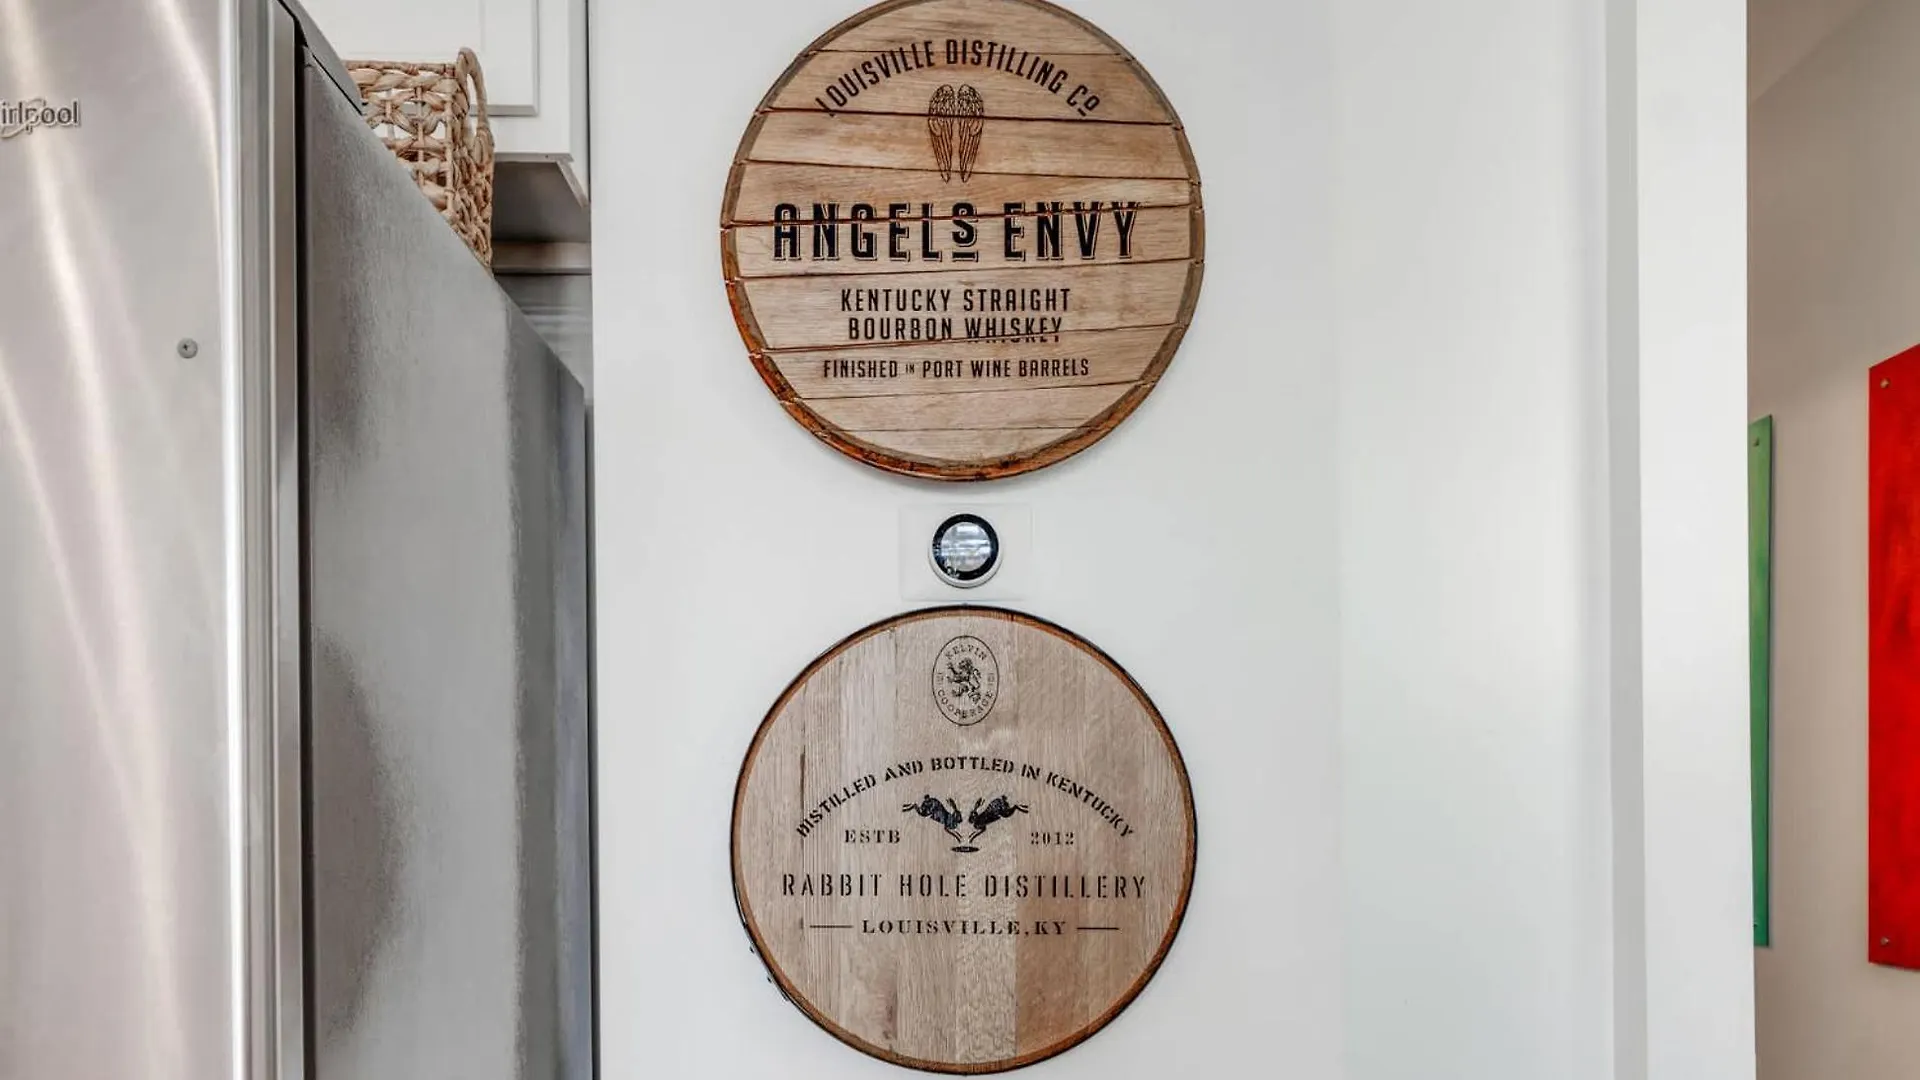 irlpool
LOUISVILLE DISTILLING CO
ANGELS ENVY
KENTUCKY STRAIGHT
BOURBON WHISKEY
FINISHED IN PORT WINE BARRELS
KELVIN
COOPERAGE
DISTILLED AND BOTTLED IN KENTUCKY
ESTB 2012
RABBIT HOLE DISTILLERY
LOUISVILLE, KY